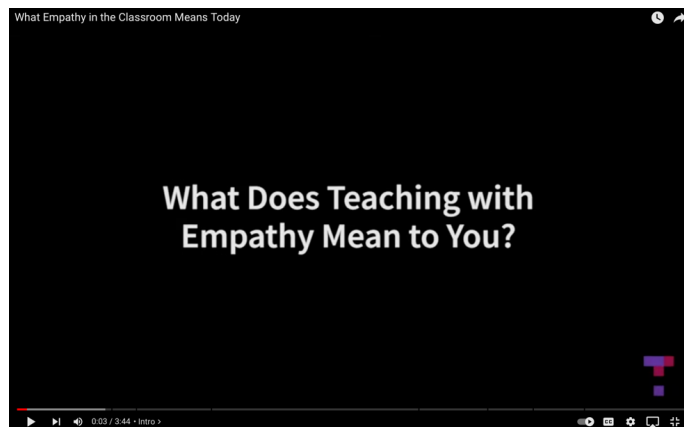 What Empathy in the Classroom Means Today
What Does Teaching with
Empathy Mean to You?
0:03 / 3:44 • Intro >
CC